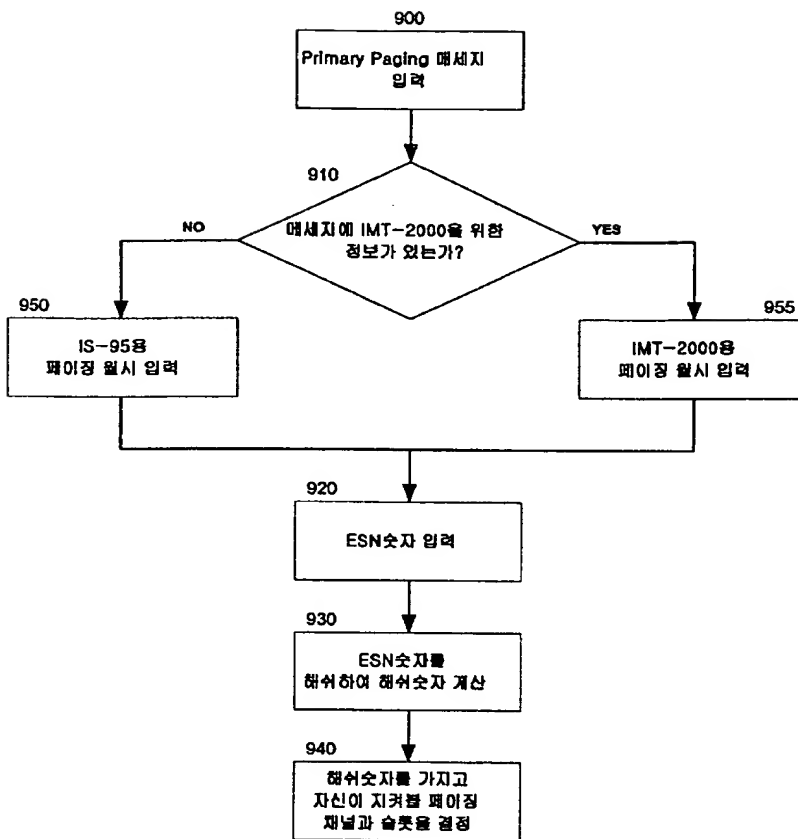 900
Primary Paging 메세지
입력
910
메세지에 IMT-2000을 위한
정보가 있는가?
NO
YES
950
IS-95용
페이징 월시 입력
955
IMT-2000용
페이징 월시 입력
920
ESN숫자 입력
930
ESN숫자를
해쉬하여 해쉬숫자 계산
940
해쉬숫자를 가지고
자신이 지켜볼 페이징
채널과 슬롯을 결정